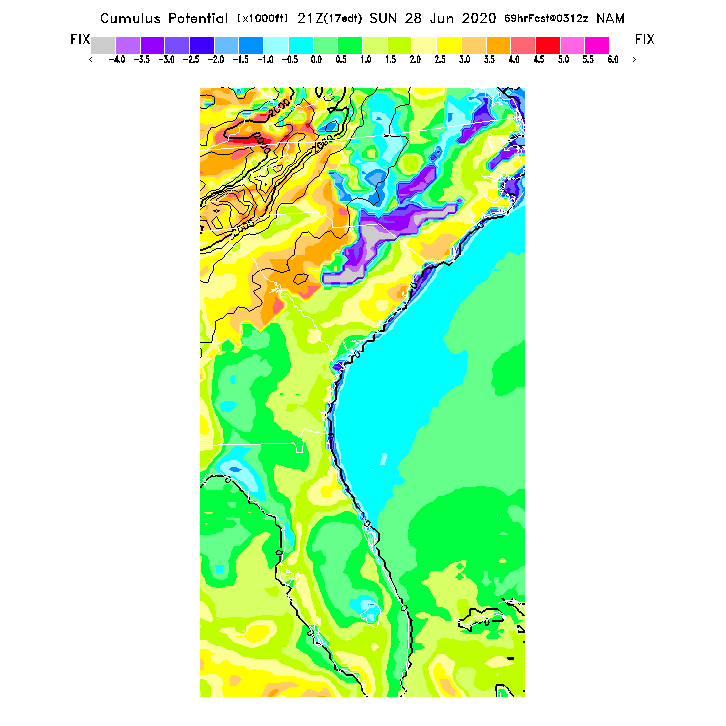 Cumulus Potential [x1000ft] 21Z(17edt) SUN 28 Jun 2020 69hrFcst@0312z NAM
FIX FIX
< -4.0 -3.5 -3.0 -2.5 -2.0 -1.5 -1.0 -0.5 0.0 0.5 1.0 1.5 2.0 2.5 3.0 3.5 4.0 4.5 5.0 5.5 6.0 >
2000
2000